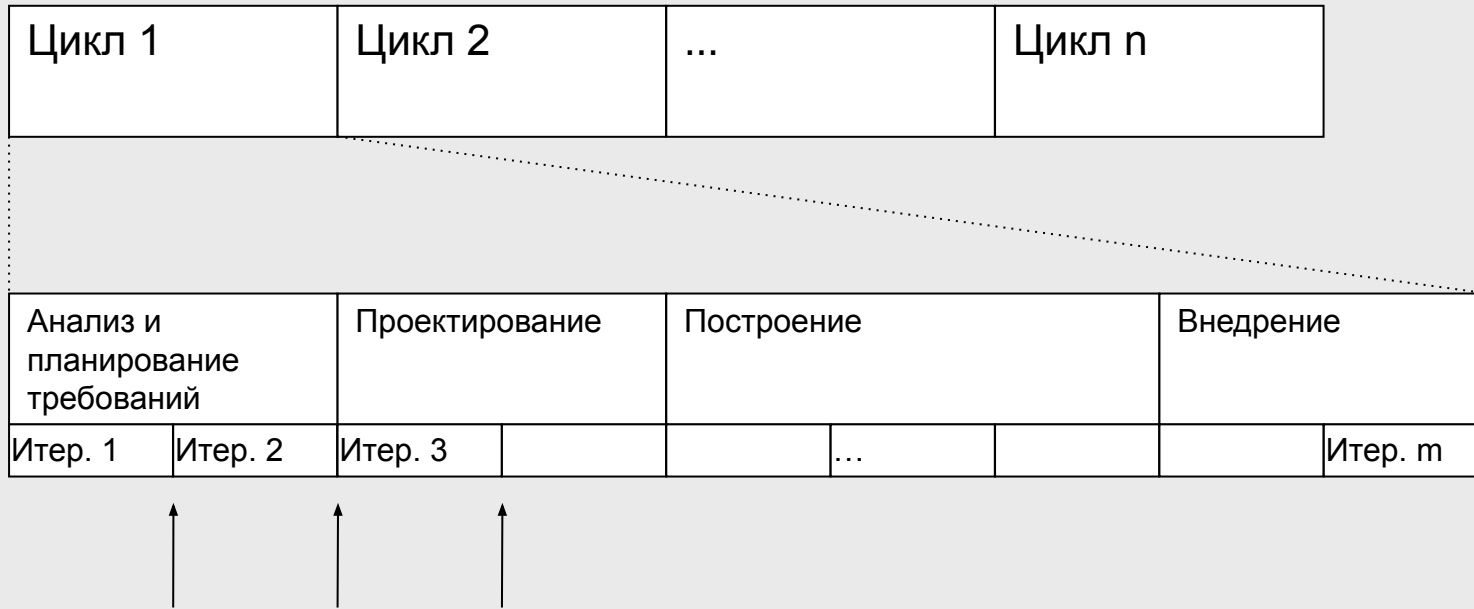 Цикл 1
Цикл 2
...
Цикл n
Анализ и
планирование
требований
Проектирование
Построение
Внедрение
Итер. 1
Итер. 2
Итер. 3
…
Итер. m